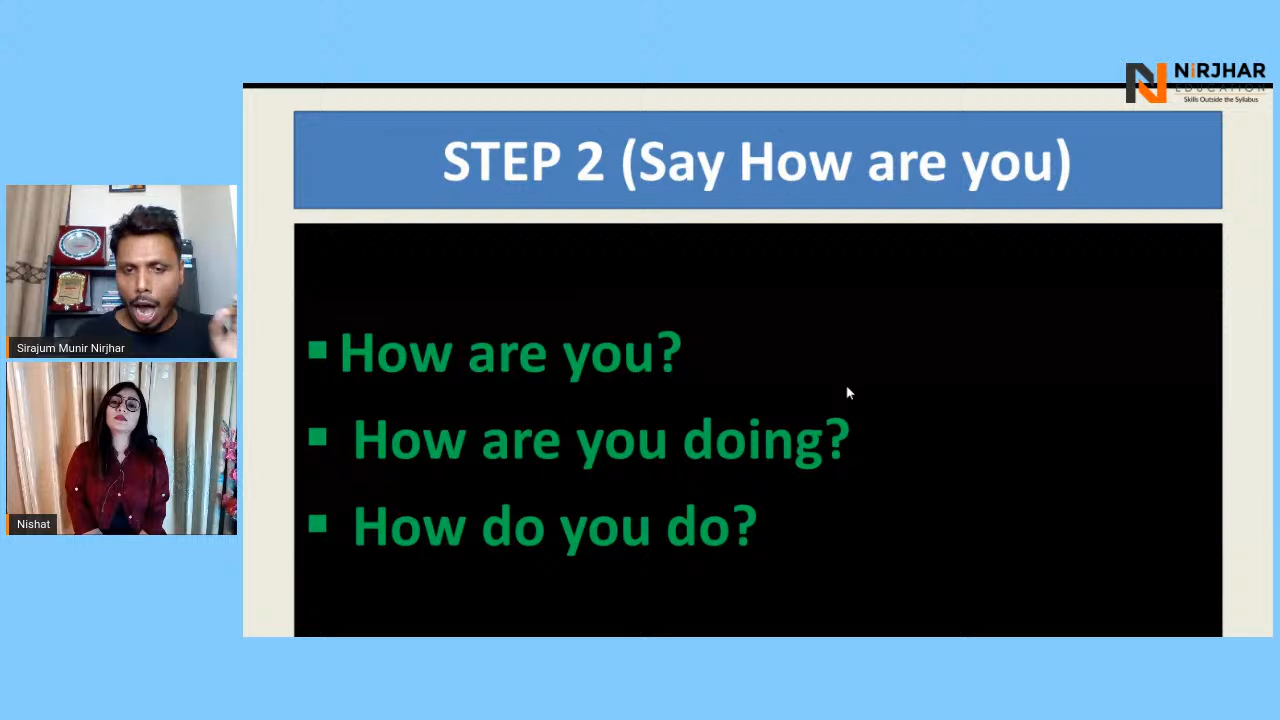 NiRJHAR
EDUCATION
Skills Outside the Syllabus
STEP 2 (Say How are you)
Sirajum Munir Nirjhar
Nishat
▪ How are you?
▪ How are you doing?
▪ How do you do?